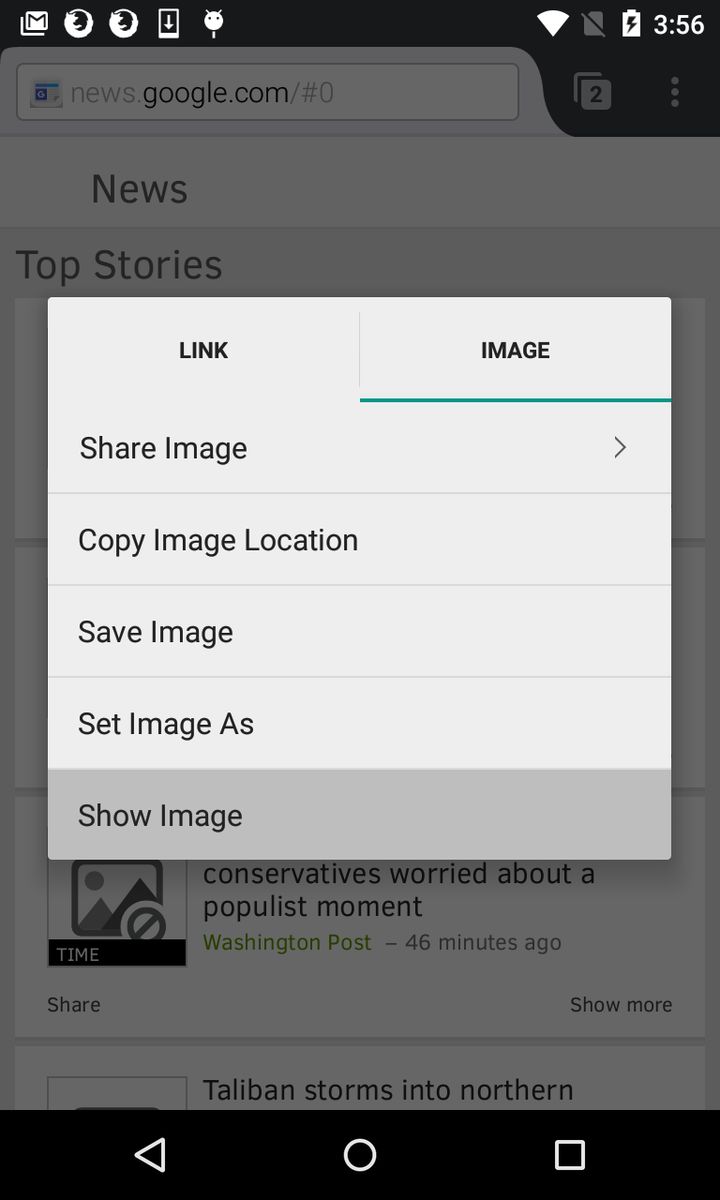 3:56
news.google.com/#0
2
News
Top Stories
LINK
IMAGE
Share Image
Copy Image Location
Save Image
Set Image As
Show Image
conservatives worried about a
populist moment
TIME
Washington Post – 46 minutes ago
Share
Show more
Taliban storms into northern